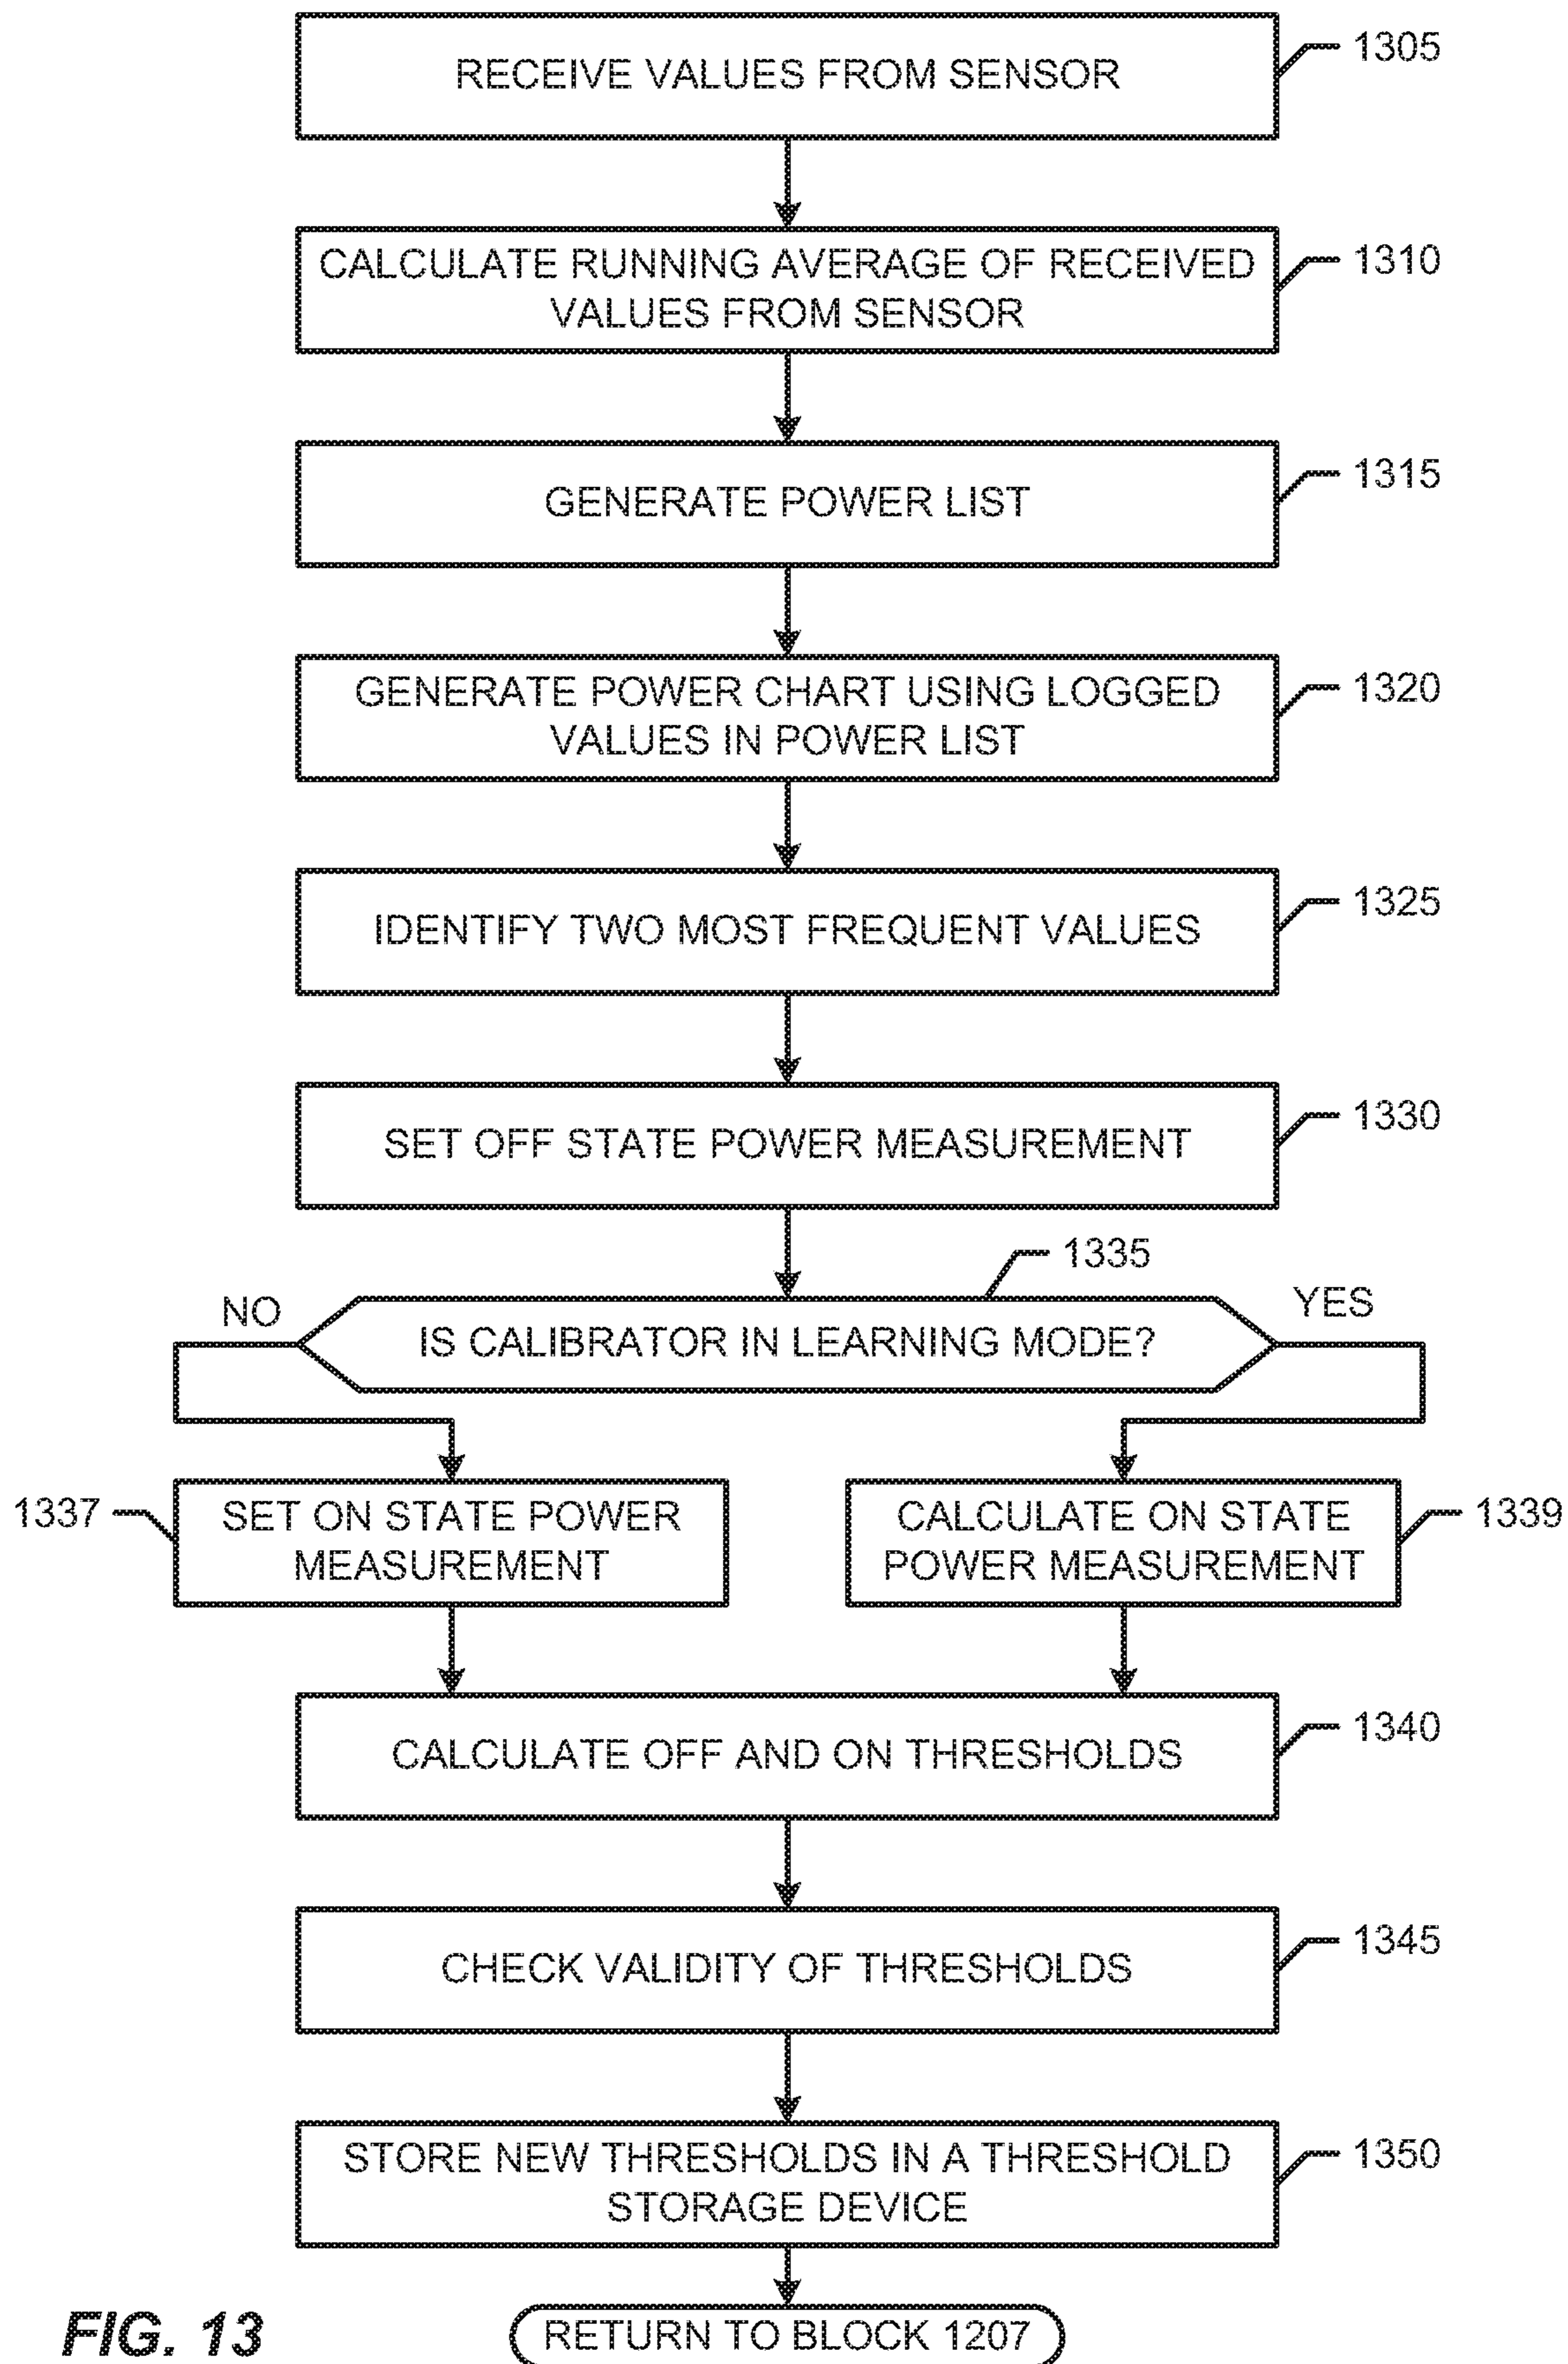 RECEIVE VALUES FROM SENSOR
1305
CALCULATE RUNNING AVERAGE OF RECEIVED
VALUES FROM SENSOR
1310
GENERATE POWER LIST
1315
GENERATE POWER CHART USING LOGGED
VALUES IN POWER LIST
1320
IDENTIFY TWO MOST FREQUENT VALUES
1325
SET OFF STATE POWER MEASUREMENT
1330
1335
NO
IS CALIBRATOR IN LEARNING MODE?
YES
1337
SET ON STATE POWER
MEASUREMENT
CALCULATE ON STATE
POWER MEASUREMENT
1339
CALCULATE OFF AND ON THRESHOLDS
1340
CHECK VALIDITY OF THRESHOLDS
1345
STORE NEW THRESHOLDS IN A THRESHOLD
STORAGE DEVICE
1350
FIG. 13
RETURN TO BLOCK 1207